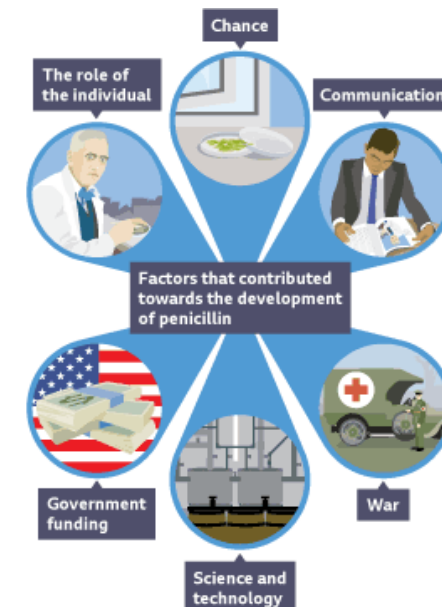 Chance
The role of
the individual
Communication
Factors that contributed
towards the development
of penicillin
Government
funding
War
Science and
technology